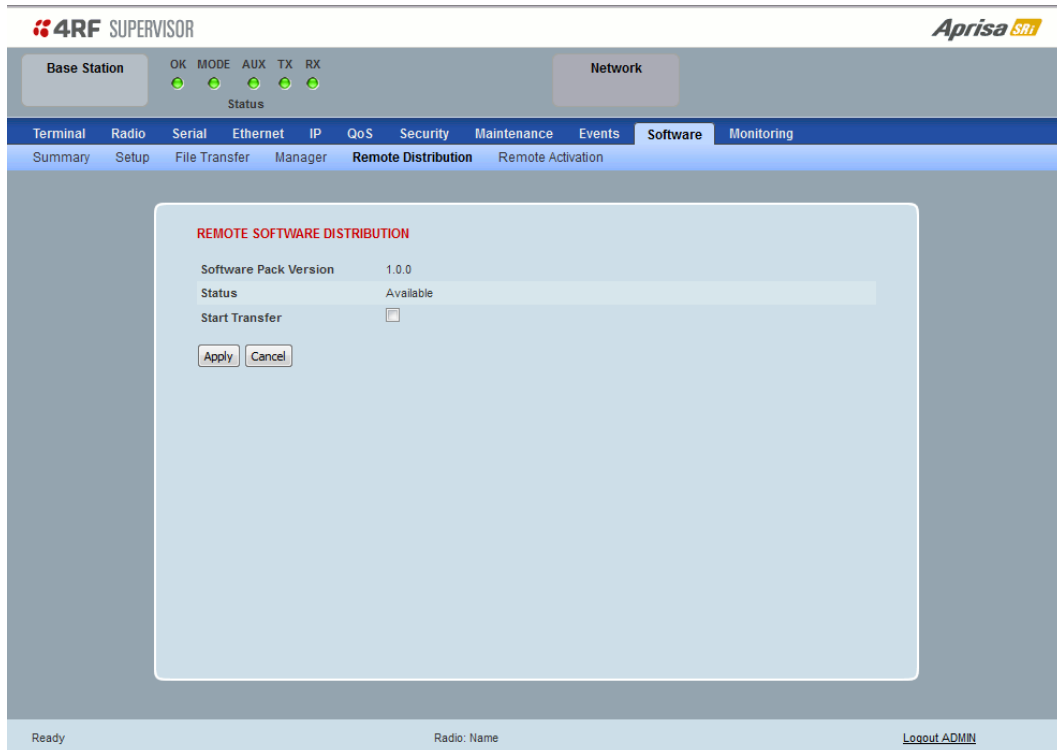 4RF SUPERVISOR
Aprisa SRi
Base Station
OK MODE AUX TX RX
Status
Network
Terminal Radio Serial Ethernet IP QoS Security Maintenance Events Software Monitoring
Summary Setup File Transfer Manager Remote Distribution Remote Activation
REMOTE SOFTWARE DISTRIBUTION
Software Pack Version 1.0.0
Status Available
Start Transfer
Apply Cancel
Ready Radio: Name Logout ADMIN